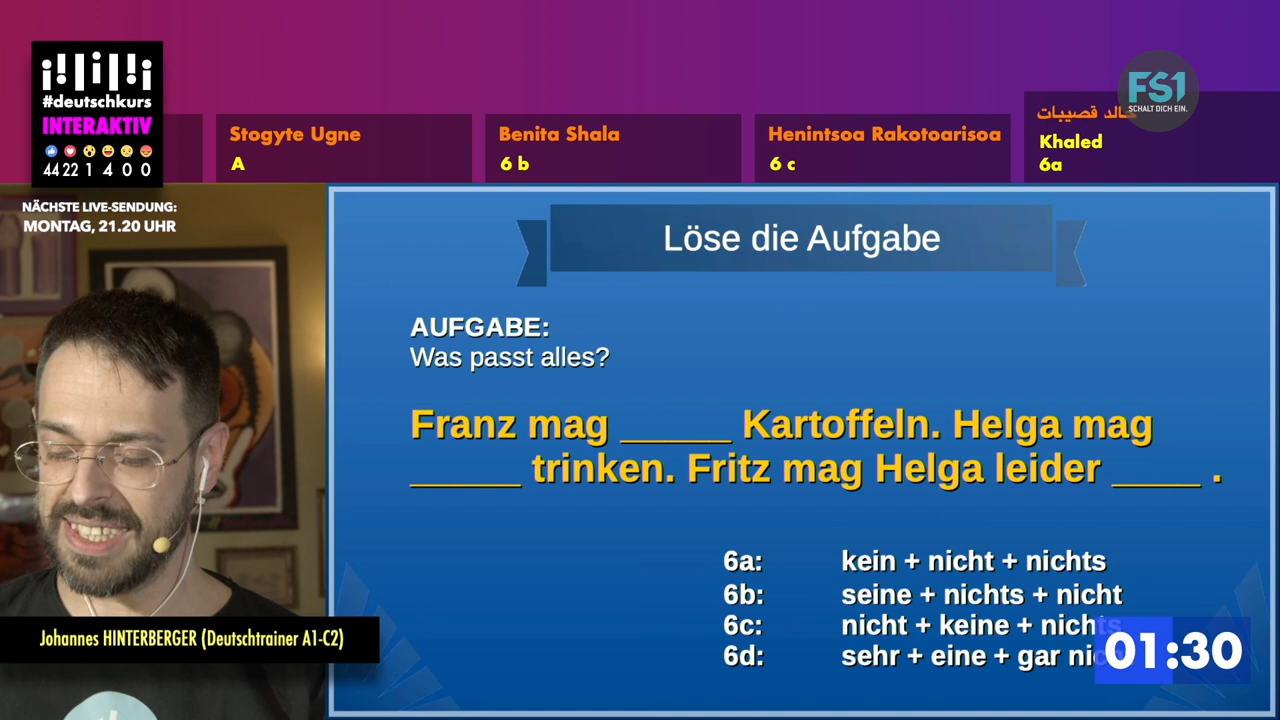 #deutschkurs
INTERAKTIV
44 22 1 4 0 0
NÄCHSTE LIVE-SENDUNG:
MONTAG, 21.20 UHR
Stogyte Ugne
A
Benita Shala
6 b
Henintsoa Rakotoarisoa
6 c
خالد قصيبات
Khaled
6a
FS1
SCHALT DICH EIN.
Löse die Aufgabe
AUFGABE:
Was passt alles?
Franz mag _____ Kartoffeln. Helga mag
_____ trinken. Fritz mag Helga leider ____ .
6a: kein + nicht + nichts
6b: seine + nichts + nicht
6c: nicht + keine + nichts
6d: sehr + eine + gar
01:30
Johannes HINTERBERGER (Deutschtrainer A1-C2)